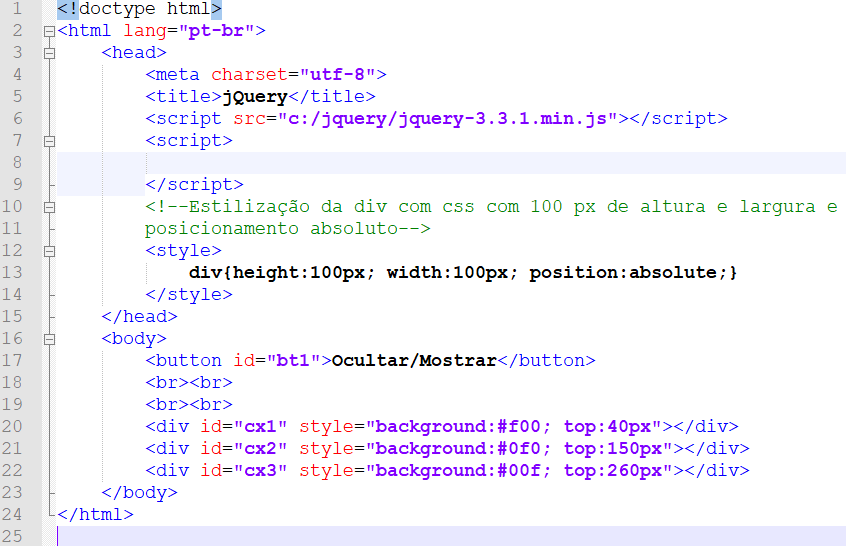 1 <!doctype html>
2 <html lang="pt-br">
3 <head>
4 <meta charset="utf-8">
5 <title>jQuery</title>
6 <script src="c:/jquery/jquery-3.3.1.min.js"></script>
7 <script>
8
9 </script>
10 <!--Estilização da div com css com 100 px de altura e largura e
11 posicionamento absoluto-->
12 <style>
13 div{height:100px; width:100px; position:absolute;}
14 </style>
15 </head>
16 <body>
17 <button id="bt1">Ocultar/Mostrar</button>
18 <br><br>
19 <br><br>
20 <div id="cx1" style="background:#f00; top:40px"></div>
21 <div id="cx2" style="background:#0f0; top:150px"></div>
22 <div id="cx3" style="background:#00f; top:260px"></div>
23 </body>
24 </html>
25